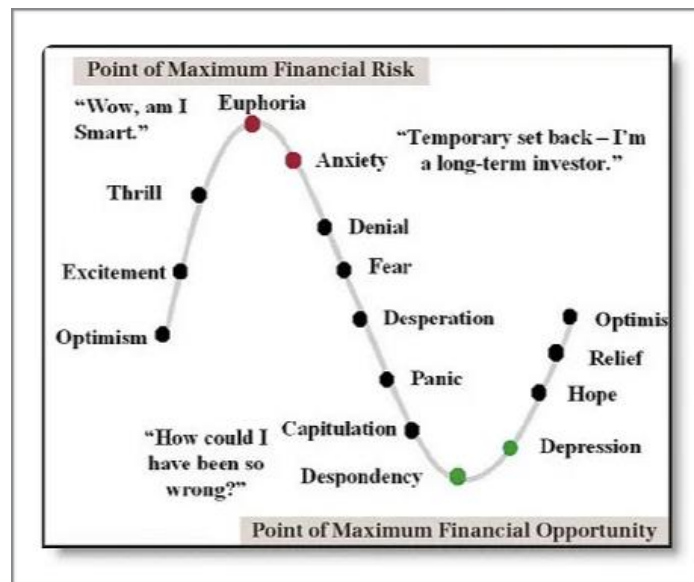 Point of Maximum Financial Risk
“Wow, am I
Smart.”
Euphoria
“Temporary set back – I’m
a long-term investor.”
Anxiety
Thrill
Denial
Excitement
Fear
Desperation
Optimis
Optimism
Relief
Panic
Hope
Capitulation
“How could I
have been so
wrong?”
Depression
Despondency
Point of Maximum Financial Opportunity